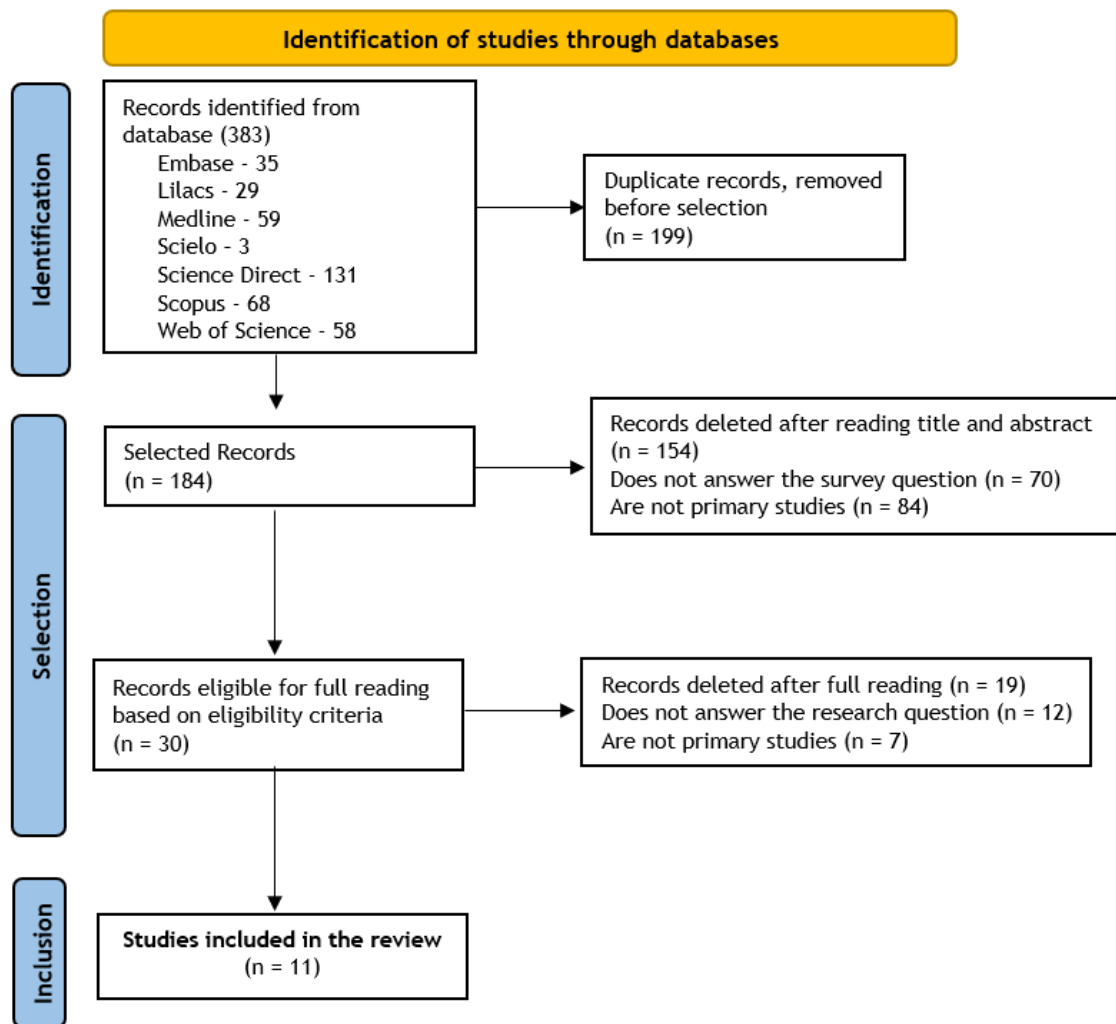 Identification of studies through databases
Identification
Records identified from
database (383)
Embase - 35
Lilacs - 29
Medline - 59
Scielo - 3
Science Direct - 131
Scopus - 68
Web of Science - 58
Duplicate records, removed
before selection
(n = 199)
Selection
Selected Records
(n = 184)
Records deleted after reading title and abstract
(n = 154)
Does not answer the survey question (n = 70)
Are not primary studies (n = 84)
Records eligible for full reading
based on eligibility criteria
(n = 30)
Records deleted after full reading (n = 19)
Does not answer the research question (n = 12)
Are not primary studies (n = 7)
Inclusion
Studies included in the review
(n = 11)